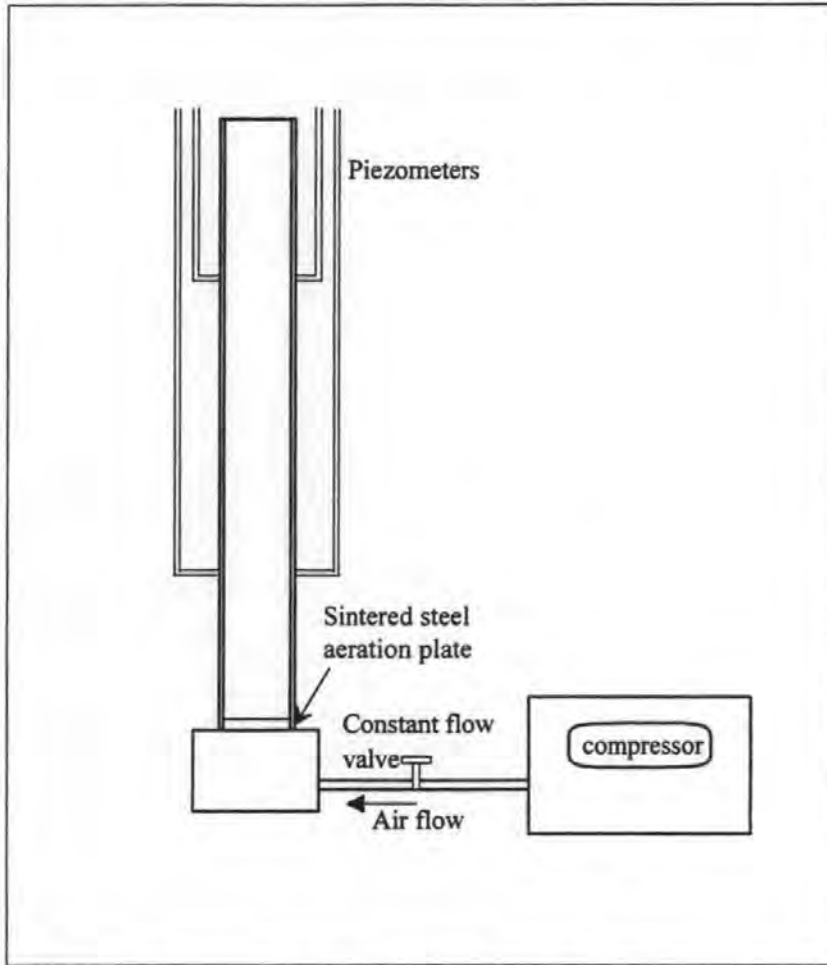 Piezometers
Sintered steel
aeration plate
Constant flow
valve
compressor
Air flow